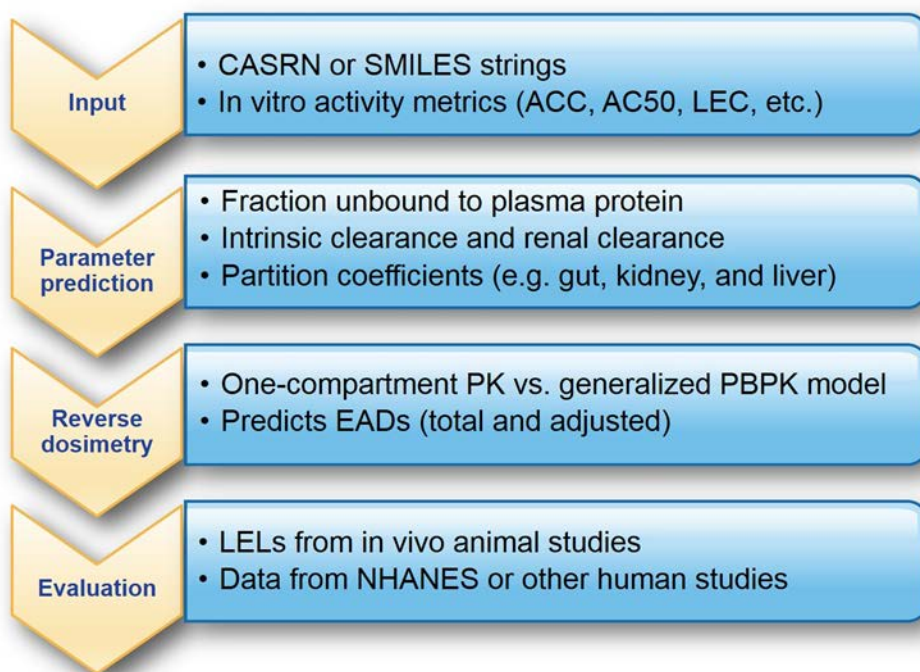 Input
• CASRN or SMILES strings
• In vitro activity metrics (ACC, AC50, LEC, etc.)
Parameter
prediction
• Fraction unbound to plasma protein
• Intrinsic clearance and renal clearance
• Partition coefficients (e.g. gut, kidney, and liver)
Reverse
dosimetry
• One-compartment PK vs. generalized PBPK model
• Predicts EADs (total and adjusted)
Evaluation
• LELs from in vivo animal studies
• Data from NHANES or other human studies